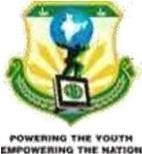 POWERING THE YOUTH
EMPOWERING THE NATION